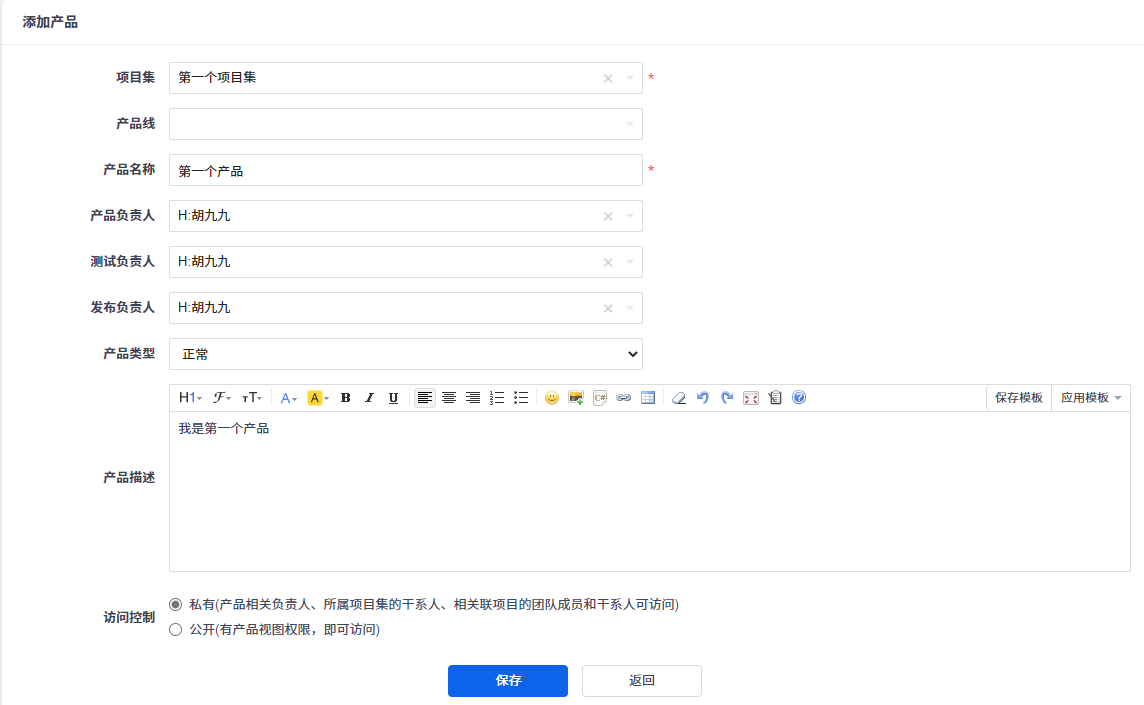 添加产品
项目集 第一个项目集 *
产品线
产品名称 第一个产品 *
产品负责人 H:胡九九
测试负责人 H:胡九九
发布负责人 H:胡九九
产品类型 正常
H1 F TT A A B I U C# 保存模板 应用模板
我是第一个产品
产品描述
私有(产品相关负责人、所属项目集的干系人、相关联项目的团队成员和干系人可访问)
访问控制
公开(有产品视图权限，即可访问)
保存 返回